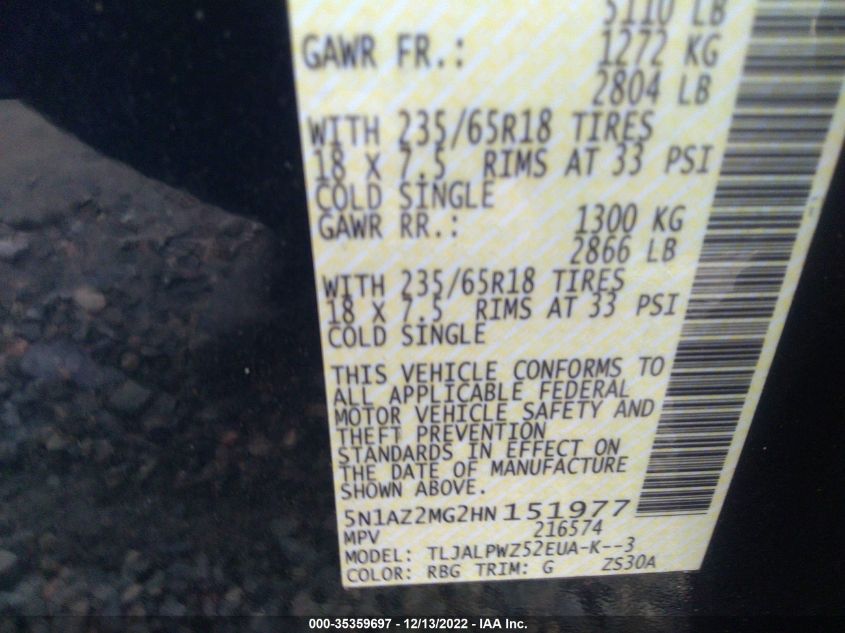 5110 LB
GAWR FR.: 1272 KG
2804 LB
WITH 235/65R18 TIRES
18 X 7.5 RIMS AT 33 PSI
COLD SINGLE
GAWR RR.: 1300 KG
2866 LB
WITH 235/65R18 TIRES
18 X 7.5 RIMS AT 33 PSI
COLD SINGLE
THIS VEHICLE CONFORMS TO
ALL APPLICABLE FEDERAL
MOTOR VEHICLE SAFETY AND
THEFT PREVENTION
STANDARDS IN EFFECT ON
THE DATE OF MANUFACTURE
SHOWN ABOVE.
5N1AZ2MG2HN151977
MPV 216574
MODEL: TLJALPWZ52EUA-K--3
COLOR: RBG TRIM: G ZS30A
000-35359697 - 12/13/2022 - IAA Inc.